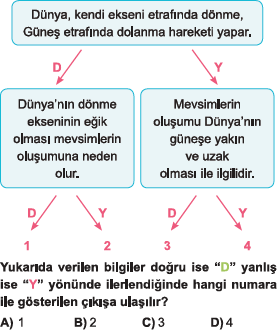 Dünya, kendi ekseni etrafında dönme,
Güneş etrafında dolanma hareketi yapar.
D Y
Dünya'nın dönme
ekseninin eğik
olması mevsimlerin
oluşumuna neden
olur.
Mevsimlerin
oluşumu Dünya'nın
güneşe yakın
ve uzak
olması ile ilgilidir.
D Y D Y
1 2 3 4
Yukarıda verilen bilgiler doğru ise "D" yanlış
ise "Y" yönünde ilerlendiğinde hangi numara
ile gösterilen çıkışa ulaşılır?
A) 1 B) 2 C) 3 D) 4